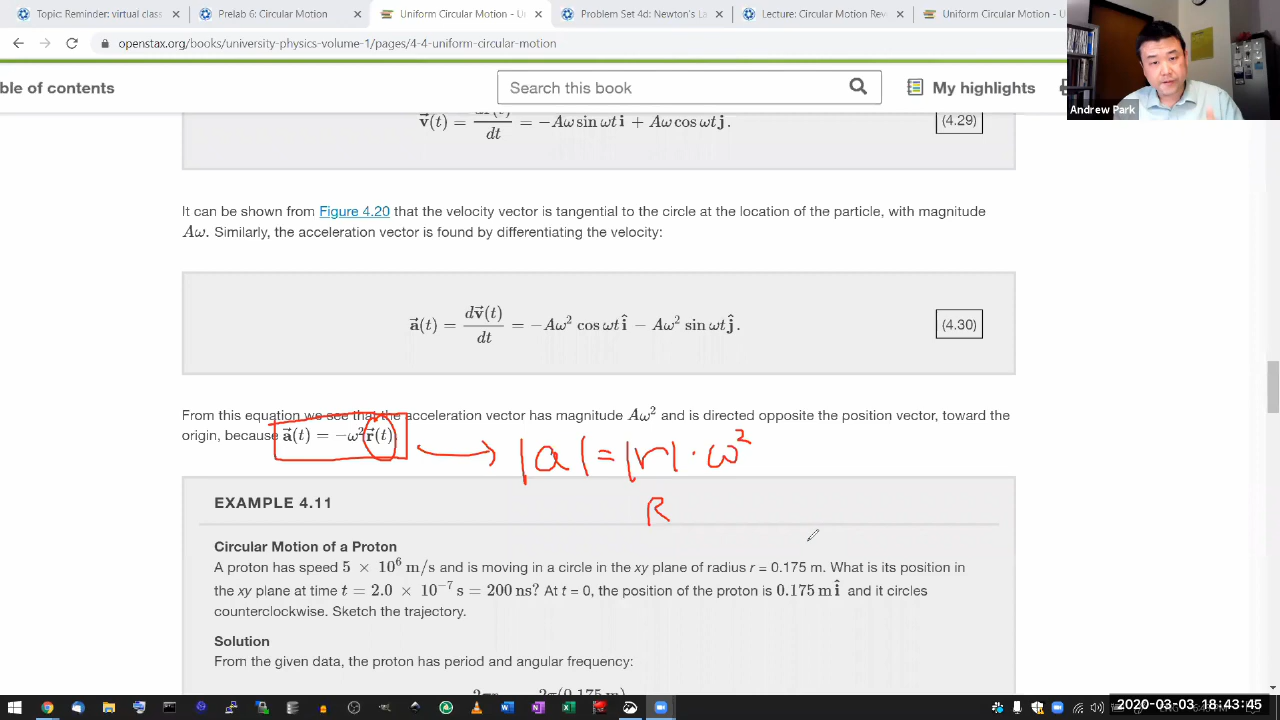 Reminder: virtual class
Prelab 6: Circular Motion
Uniform Circular Motion - Un
Problem Set 4d: Newton's La
Lecture: Circular Motion Rev
Uniform Circular Motion - U
openstax.org/books/university-physics-volume-1/pages/4-4-uniform-circular-motion
ble of contents
Search this book
My highlights
Andrew Park
v⃗(t) = dr⃗(t)/dt = −Aω sin ωt î + Aω cos ωt ĵ.
(4.29)
It can be shown from Figure 4.20 that the velocity vector is tangential to the circle at the location of the particle, with magnitude
Aω. Similarly, the acceleration vector is found by differentiating the velocity:
a⃗(t) = dv⃗(t)/dt = −Aω² cos ωt î − Aω² sin ωt ĵ.
(4.30)
From this equation we see that the acceleration vector has magnitude Aω² and is directed opposite the position vector, toward the
origin, because a⃗(t) = −ω²r⃗(t).
|a| = |r| · ω²
R
EXAMPLE 4.11
Circular Motion of a Proton
A proton has speed 5 × 10⁶ m/s and is moving in a circle in the xy plane of radius r = 0.175 m. What is its position in
the xy plane at time t = 2.0 × 10⁻⁷ s = 200 ns? At t = 0, the position of the proton is 0.175 m î and it circles
counterclockwise. Sketch the trajectory.
Solution
From the given data, the proton has period and angular frequency:
2πr 2π(0.175 m)
2020-03-03 18:43:45